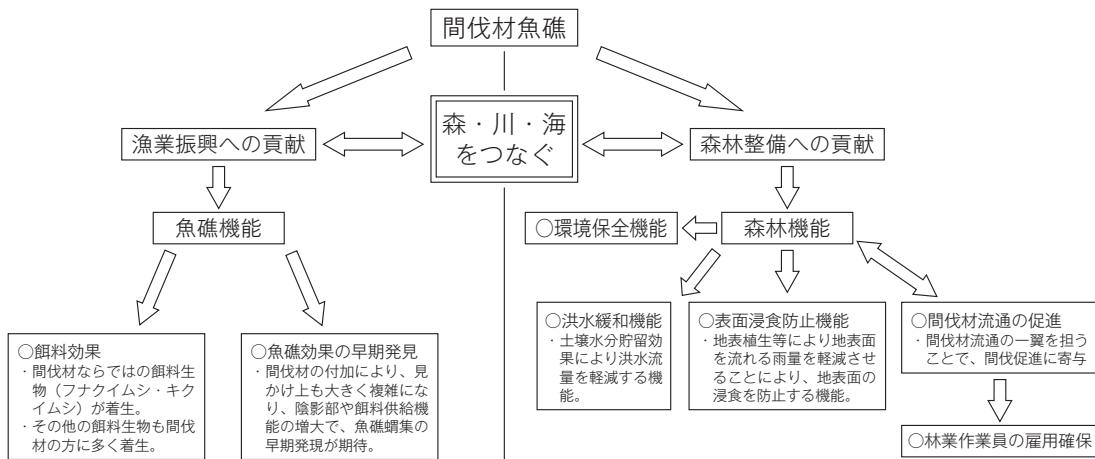 間伐材魚礁
森・川・海
をつなぐ
漁業振興への貢献
森林整備への貢献
魚礁機能
○環境保全機能
森林機能
○餌料効果
・間伐材ならではの餌料生
物（フナクイムシ・キク
イムシ）が着生。
・その他の餌料生物も間伐
材の方に多く着生。
○魚礁効果の早期発見
・間伐材の付加により、見
かけ上も大きく複雑にな
り、陰影部や餌料供給機
能の増大で、魚礁蝟集の
早期発現が期待。
○洪水緩和機能
・土壌水分貯留効
果により洪水流
量を軽減する機
能。
○表面浸食防止機能
・地表植生等により地表面
を流れる雨量を軽減させ
ることにより、地表面の
浸食を防止する機能。
○間伐材流通の促進
・間伐材流通の一翼を担う
ことで、間伐促進に寄与
○林業作業員の雇用確保